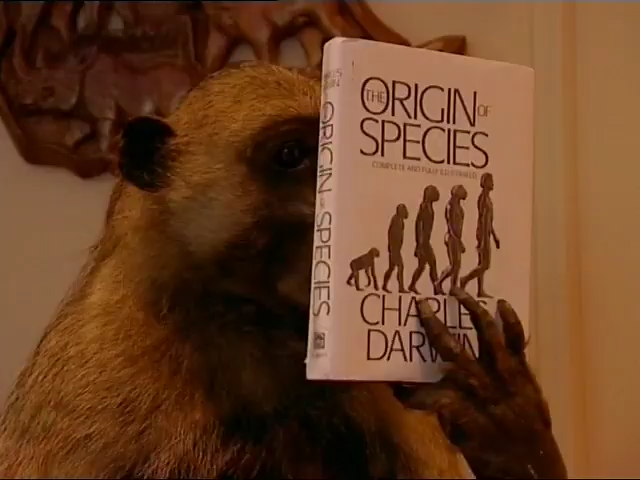 THE ORIGIN OF
SPECIES
COMPLETE AND FULLY ILLUSTRATED
CHARLES
DARWIN
ORIGIN OF SPECIES